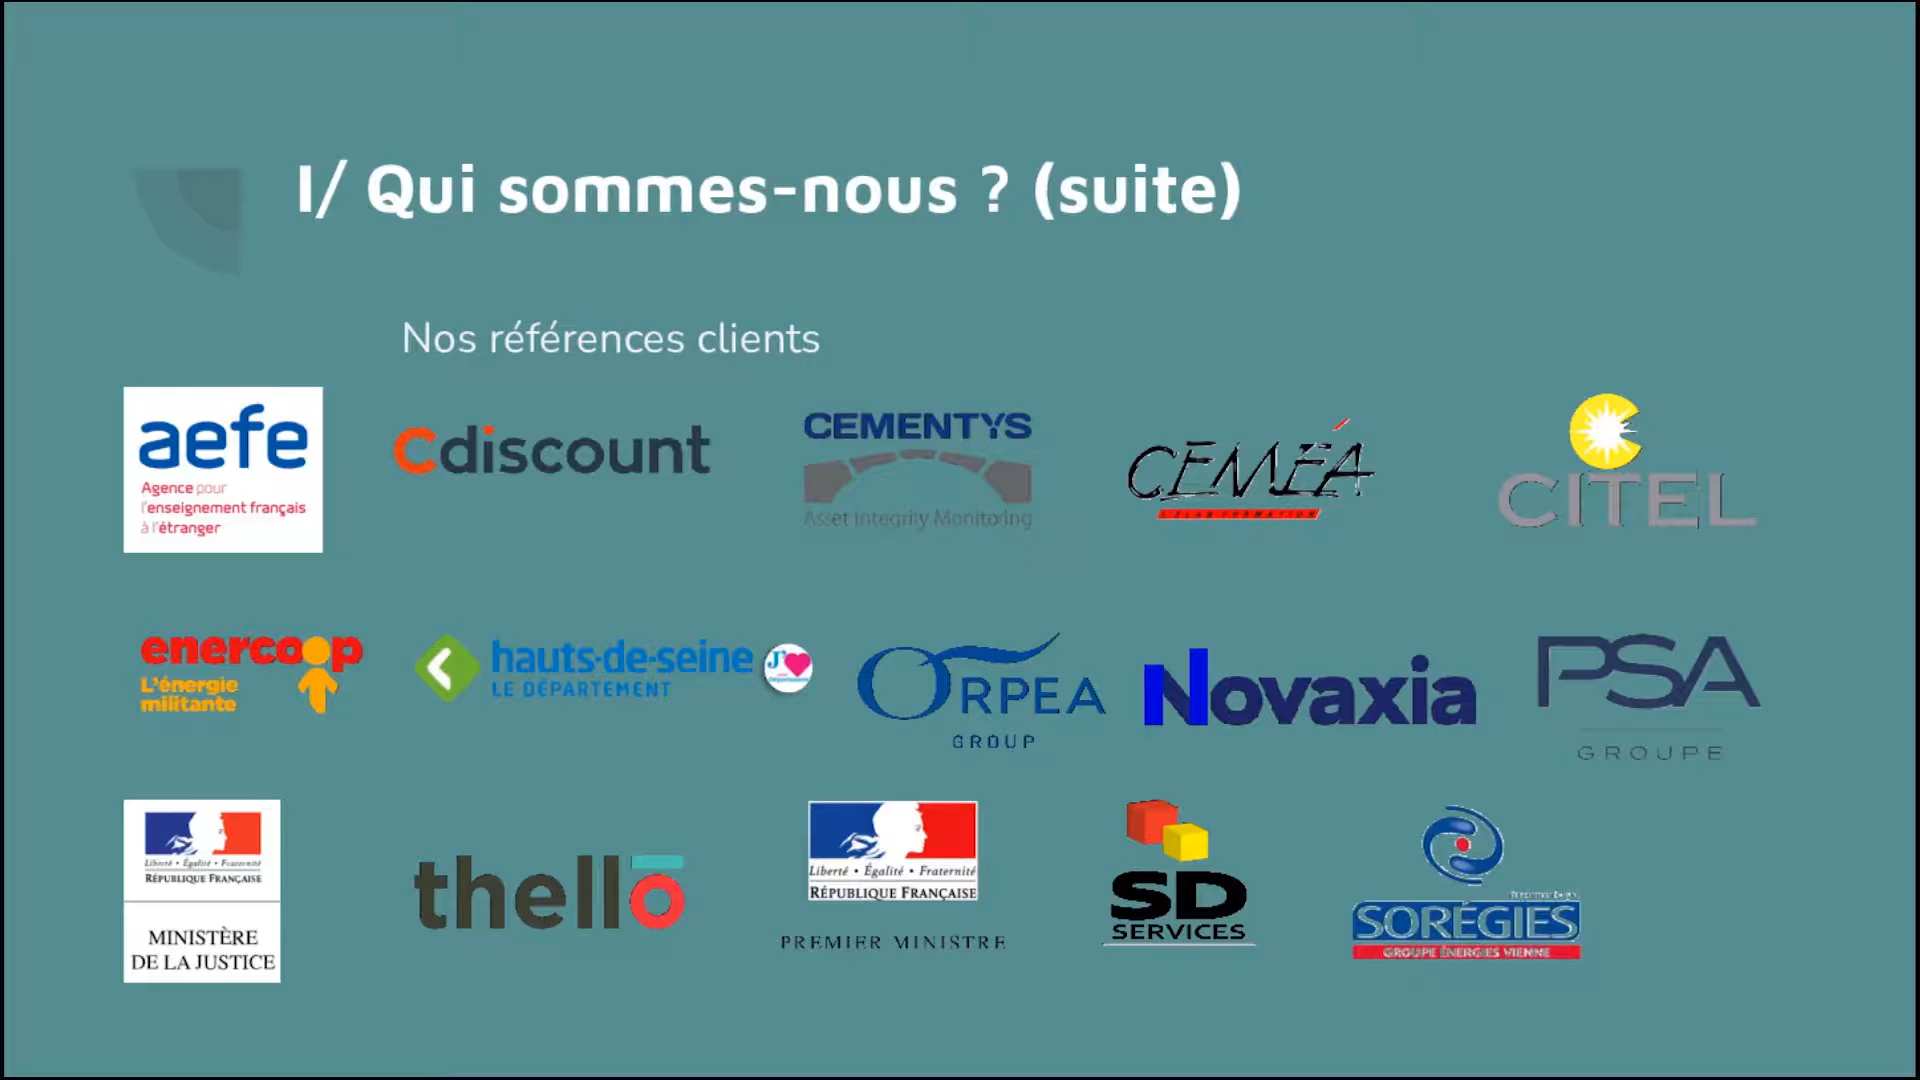 I/ Qui sommes-nous ? (suite)
Nos références clients
aefe
Agence pour
l'enseignement français
à l'étranger
Cdiscount
CEMENTYS
Asset Integrity Monitoring
CEMÉA
L'ÉLAN FORMATION
CITEL
enercoop
L'énergie
militante
hauts-de-seine
LE DÉPARTEMENT
J'
ORPEA
GROUP
Novaxia
PSA
GROUPE
Liberté • Égalité • Fraternité
RÉPUBLIQUE FRANÇAISE
MINISTÈRE
DE LA JUSTICE
thello
Liberté • Égalité • Fraternité
RÉPUBLIQUE FRANÇAISE
PREMIER MINISTRE
SD
SERVICES
SORÉGIES
GROUPE ÉNERGIES VIENNE